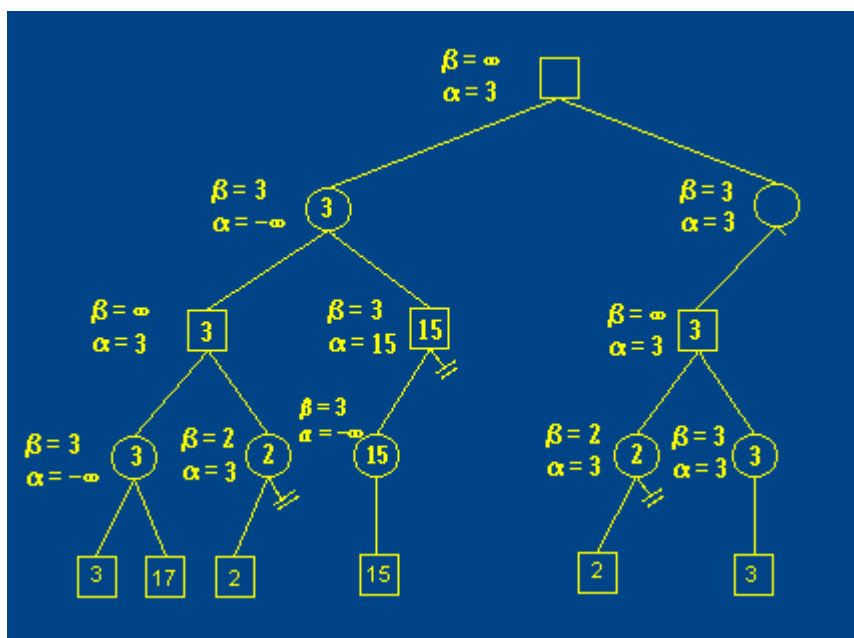 β = ∞
α = 3
β = 3
α = -∞
3
β = 3
α = 3
β = ∞
α = 3
3
β = 3
α = 15
15
β = ∞
α = 3
3
β = 3
α = -∞
3
β = 2
α = 3
2
β = 3
α = -∞
15
β = 2
α = 3
2
β = 3
α = 3
3
3
17
2
15
2
3